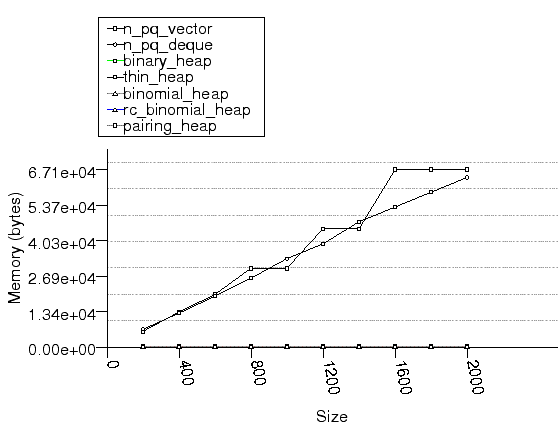 n_pq_vector
n_pq_deque
binary_heap
thin_heap
binomial_heap
rc_binomial_heap
pairing_heap
6.71e+04
5.37e+04
4.03e+04
2.69e+04
1.34e+04
0.00e+00
Memory (bytes)
0
400
800
1200
1600
2000
Size